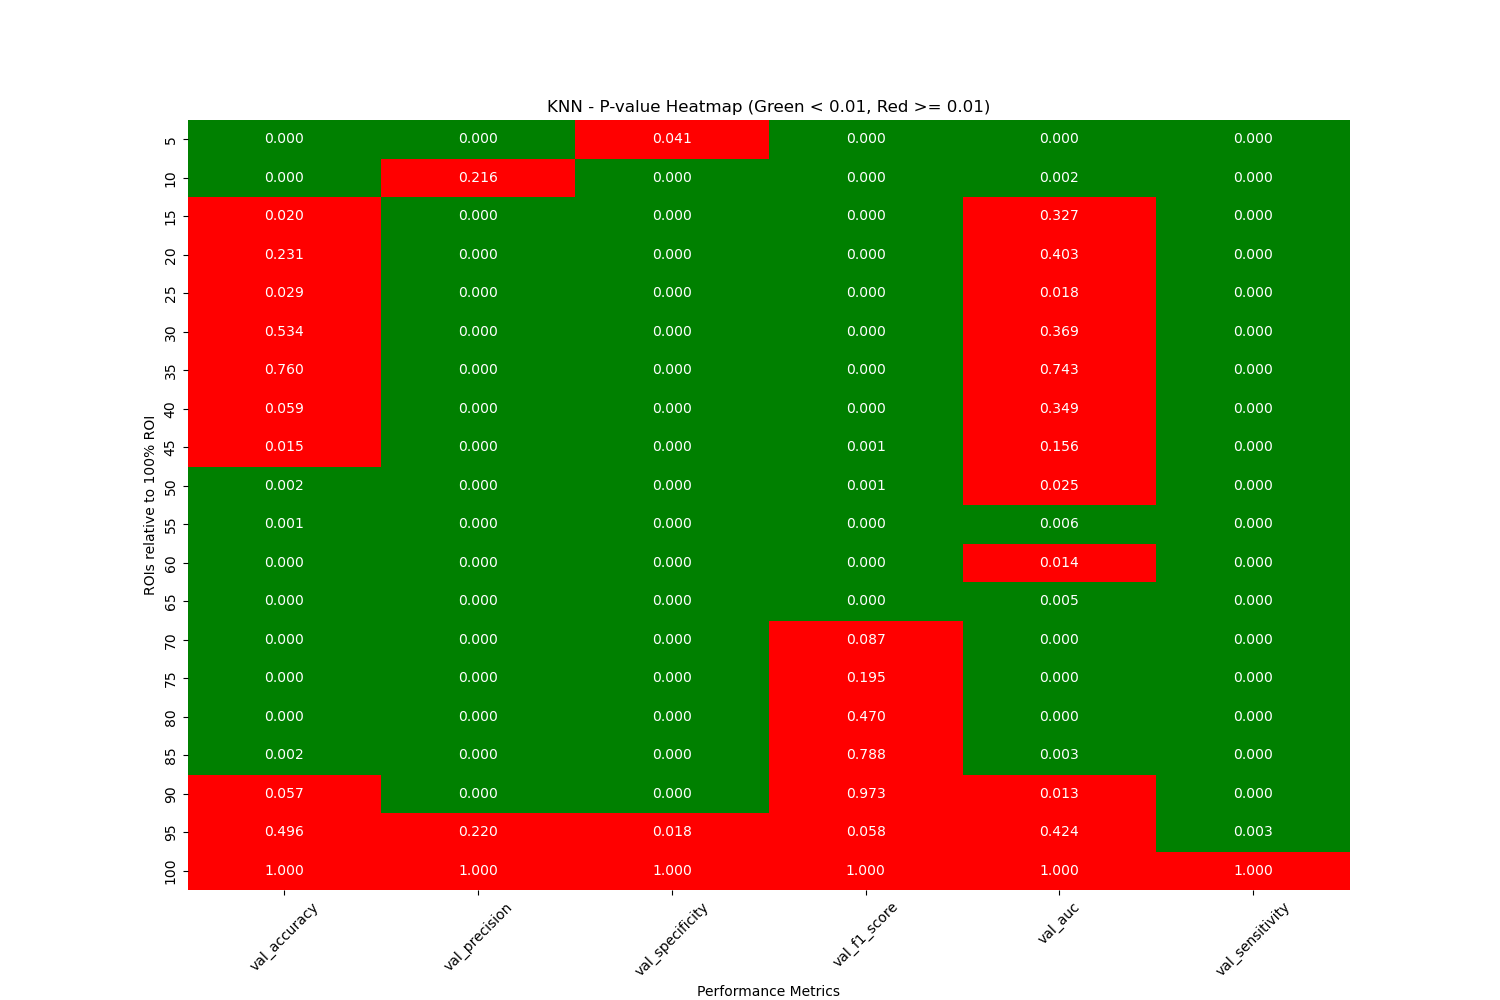 KNN - P-value Heatmap (Green < 0.01, Red >= 0.01)
5 0.000 0.000 0.041 0.000 0.000 0.000
10 0.000 0.216 0.000 0.000 0.002 0.000
15 0.020 0.000 0.000 0.000 0.327 0.000
20 0.231 0.000 0.000 0.000 0.403 0.000
25 0.029 0.000 0.000 0.000 0.018 0.000
30 0.534 0.000 0.000 0.000 0.369 0.000
35 0.760 0.000 0.000 0.000 0.743 0.000
40 0.059 0.000 0.000 0.000 0.349 0.000
45 0.015 0.000 0.000 0.001 0.156 0.000
50 0.002 0.000 0.000 0.001 0.025 0.000
55 0.001 0.000 0.000 0.000 0.006 0.000
60 0.000 0.000 0.000 0.000 0.014 0.000
65 0.000 0.000 0.000 0.000 0.005 0.000
70 0.000 0.000 0.000 0.087 0.000 0.000
75 0.000 0.000 0.000 0.195 0.000 0.000
80 0.000 0.000 0.000 0.470 0.000 0.000
85 0.002 0.000 0.000 0.788 0.003 0.000
90 0.057 0.000 0.000 0.973 0.013 0.000
95 0.496 0.220 0.018 0.058 0.424 0.003
100 1.000 1.000 1.000 1.000 1.000 1.000
ROIs relative to 100% ROI
val_accuracy val_precision val_specificity val_f1_score val_auc val_sensitivity
Performance Metrics